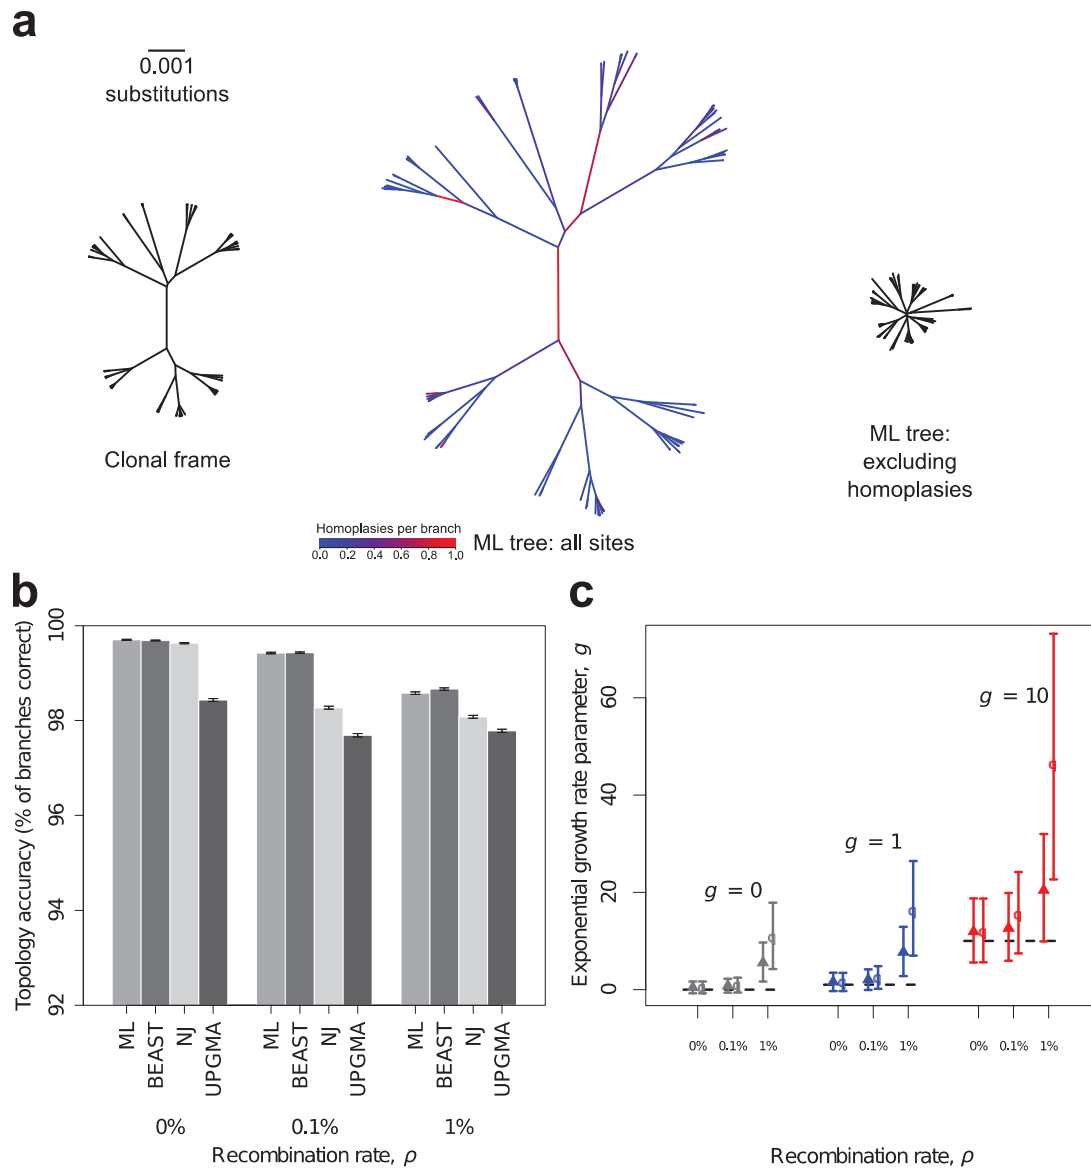 a
0.001
substitutions
Clonal frame
ML tree:
excluding
homoplasies
Homoplasies per branch
0.0 0.2 0.4 0.6 0.8 1.0
ML tree: all sites
b
Topology accuracy (% of branches correct)
100
98
96
94
92
ML BEAST NJ UPGMA ML BEAST NJ UPGMA ML BEAST NJ UPGMA
0% 0.1% 1%
Recombination rate, ρ
c
Exponential growth rate parameter, g
60
40
20
0
g = 0
g = 1
g = 10
0% 0.1% 1% 0% 0.1% 1% 0% 0.1% 1%
Recombination rate, ρ